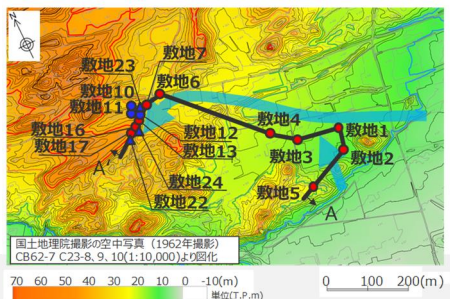 N
敷地7
敷地23
敷地6
敷地10
敷地11
敷地4
敷地1
敷地16
敷地12
敷地3
敷地2
敷地17
敷地13
A'
敷地24
敷地5
敷地22
A
国土地理院撮影の空中写真（1962年撮影）
CB62-7 C23-8、9、10(1:10,000)より図化
70 60 50 40 30 20 10 0 -10(m)
単位(T.P.m)
0 100 200(m)